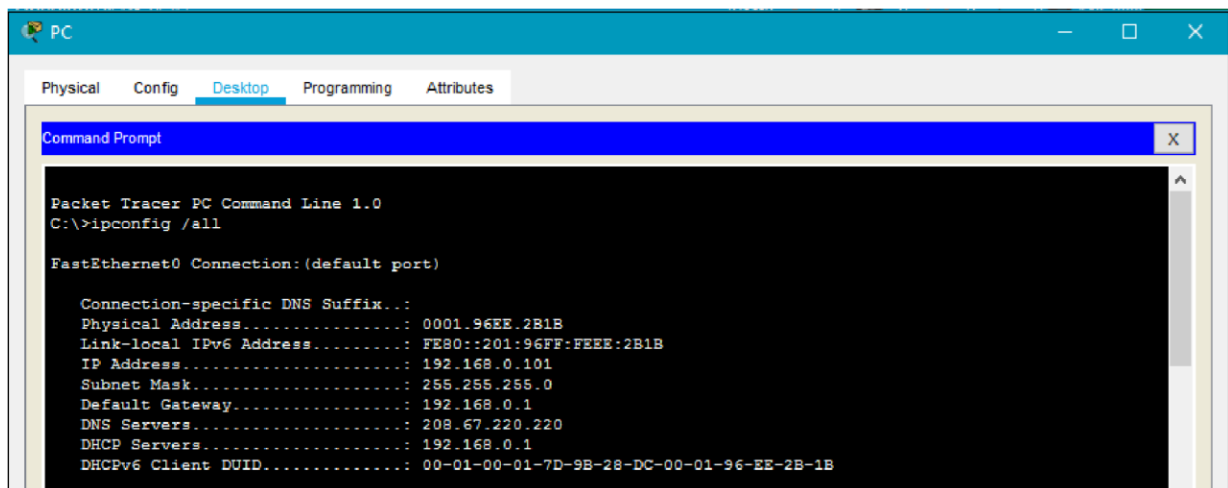 PC
Physical Config Desktop Programming Attributes
Command Prompt
X
Packet Tracer PC Command Line 1.0
C:\>ipconfig /all
FastEthernet0 Connection:(default port)
Connection-specific DNS Suffix..:
Physical Address................: 0001.96EE.2B1B
Link-local IPv6 Address.........: FE80::201:96FF:FEEE:2B1B
IP Address......................: 192.168.0.101
Subnet Mask.....................: 255.255.255.0
Default Gateway.................: 192.168.0.1
DNS Servers.....................: 208.67.220.220
DHCP Servers....................: 192.168.0.1
DHCPv6 Client DUID..............: 00-01-00-01-7D-9B-28-DC-00-01-96-EE-2B-1B